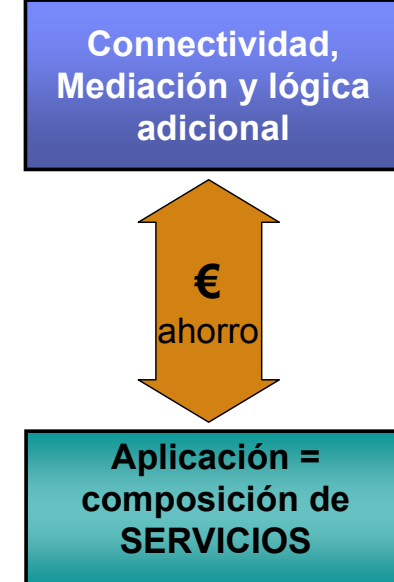 Connectividad,
Mediación y lógica
adicional
€
ahorro
Aplicación =
composición de
SERVICIOS